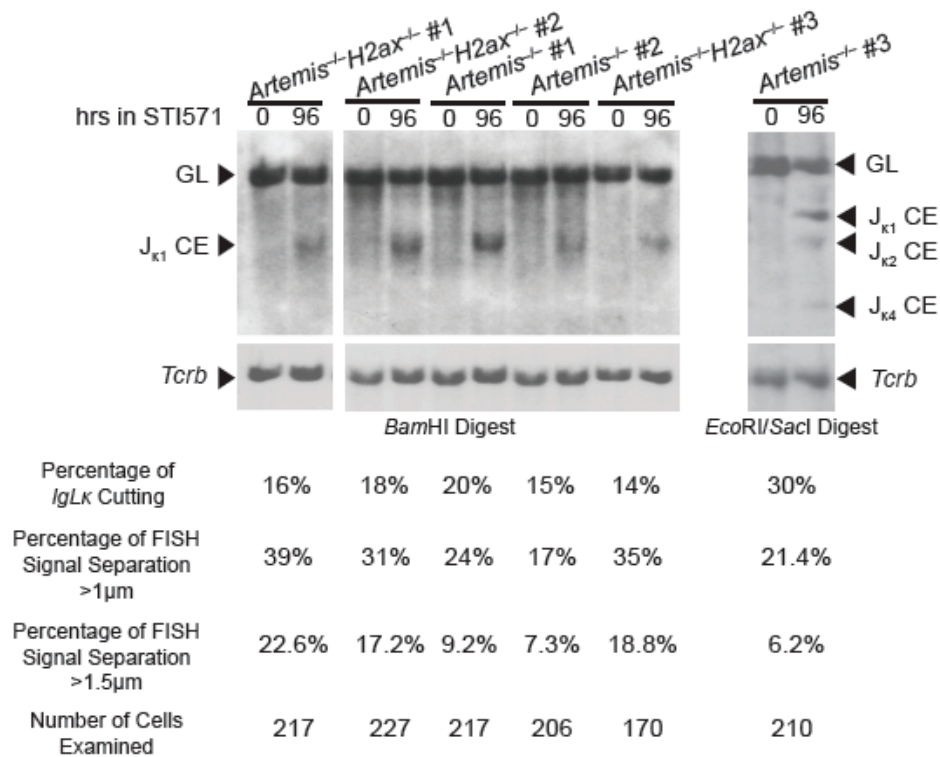 Artemis⁻/⁻H2ax⁻/⁻ #1 Artemis⁻/⁻H2ax⁻/⁻ #2 Artemis⁻/⁻ #1 Artemis⁻/⁻ #2 Artemis⁻/⁻H2ax⁻/⁻ #3 Artemis⁻/⁻ #3
hrs in STI571 0 96 0 96 0 96 0 96 0 96 0 96
GL GL
Jκ1 CE Jκ1 CE
Jκ2 CE
Jκ4 CE
Tcrb Tcrb
BamHI Digest EcoRI/SacI Digest
Percentage of
IgLκ Cutting 16% 18% 20% 15% 14% 30%
Percentage of FISH
Signal Separation 39% 31% 24% 17% 35% 21.4%
>1μm
Percentage of FISH
Signal Separation 22.6% 17.2% 9.2% 7.3% 18.8% 6.2%
>1.5μm
Number of Cells
Examined 217 227 217 206 170 210